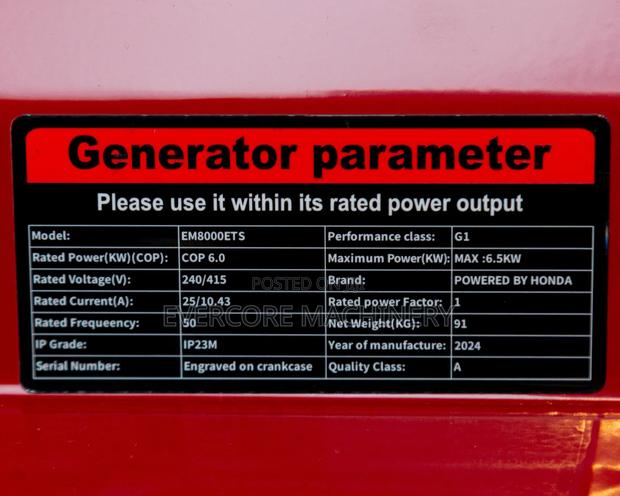 Generator parameter
Please use it within its rated power output
Model: EM8000ETS Performance class: G1
Rated Power(KW)(COP): COP 6.0 Maximum Power(KW): MAX :6.5KW
Rated Voltage(V): 240/415 Brand: POWERED BY HONDA
POSTED ON
Rated Current(A): 25/10.43 Rated power Factor: 1
EVERCORE MACHINERY
Rated Frequeency: 50 Net Weight(KG): 91
IP Grade: IP23M Year of manufacture: 2024
Serial Number: Engraved on crankcase Quality Class: A